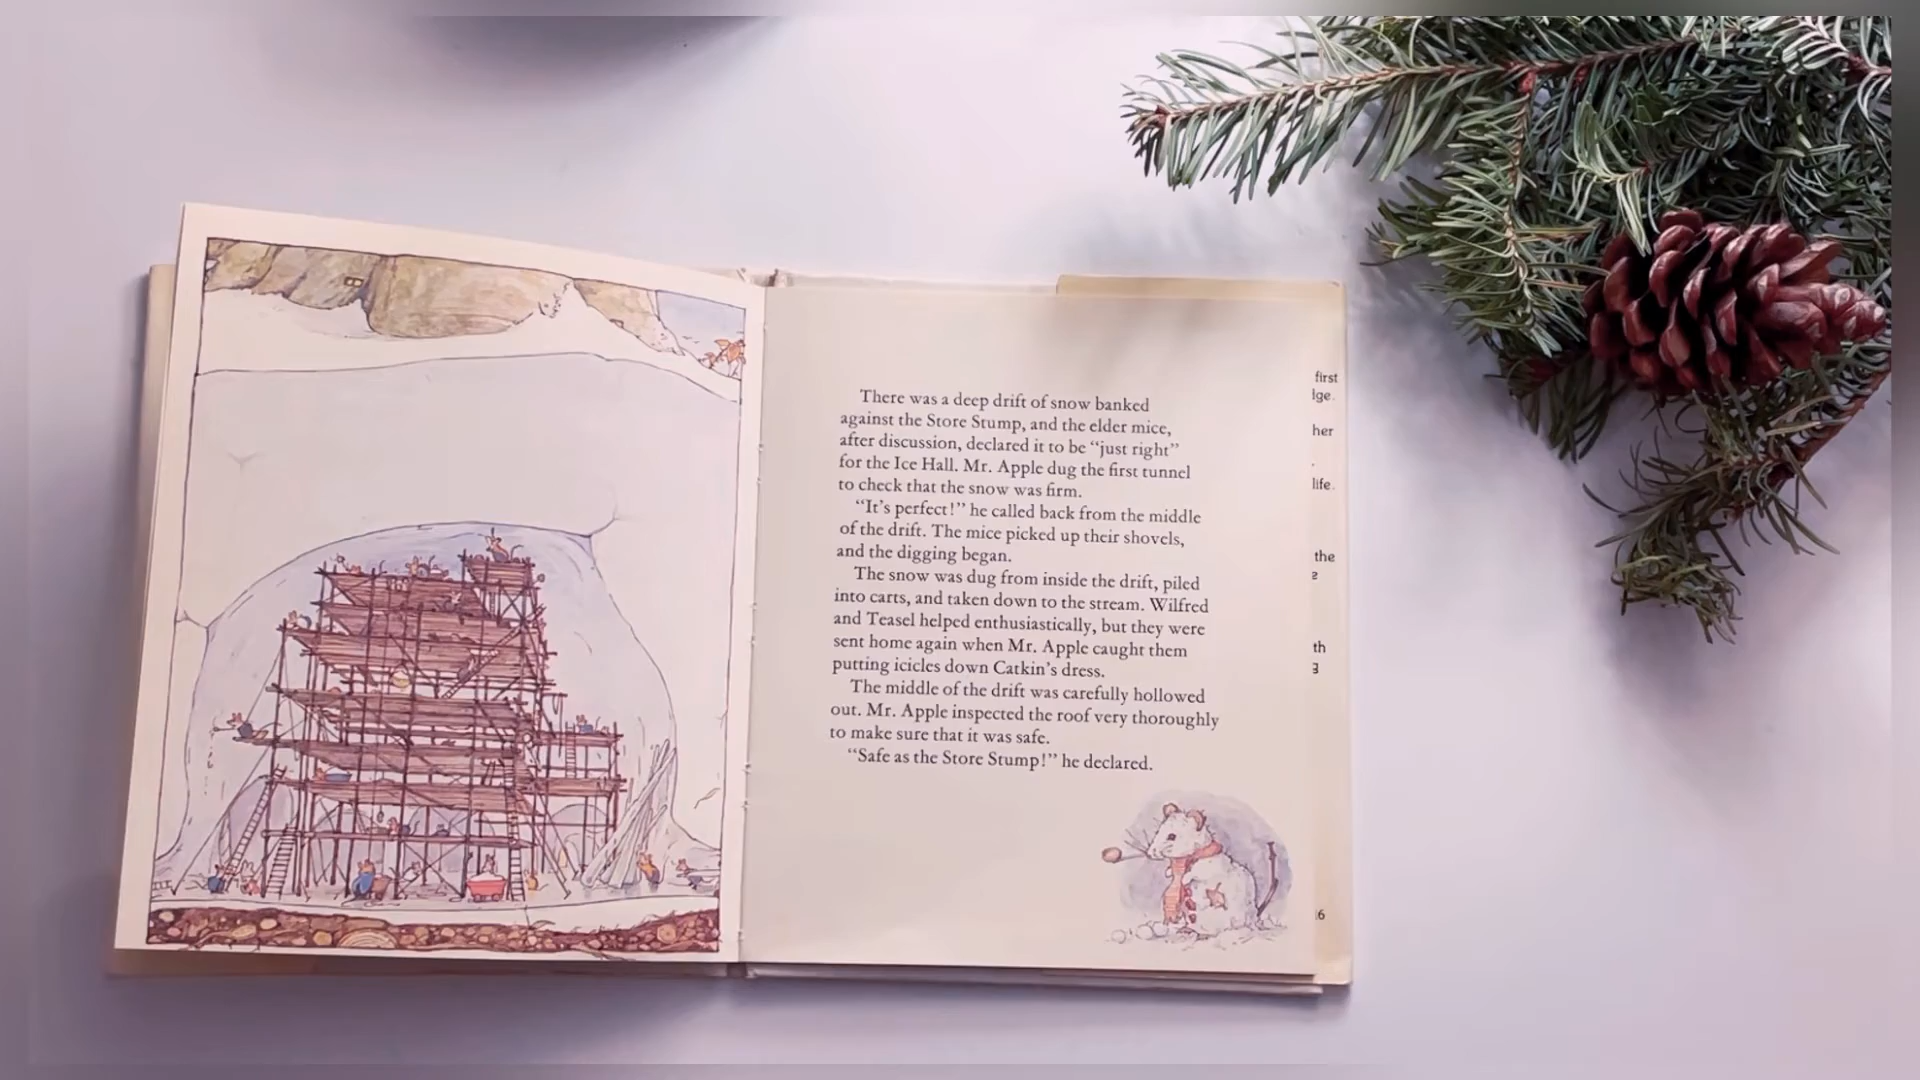 There was a deep drift of snow banked
against the Store Stump, and the elder mice,
after discussion, declared it to be “just right”
for the Ice Hall. Mr. Apple dug the first tunnel
to check that the snow was firm.
“It’s perfect!” he called back from the middle
of the drift. The mice picked up their shovels,
and the digging began.
The snow was dug from inside the drift, piled
into carts, and taken down to the stream. Wilfred
and Teasel helped enthusiastically, but they were
sent home again when Mr. Apple caught them
putting icicles down Catkin’s dress.
The middle of the drift was carefully hollowed
out. Mr. Apple inspected the roof very thoroughly
to make sure that it was safe.
“Safe as the Store Stump!” he declared.
first
lge.
her
.
life.
the
e
th
3
6